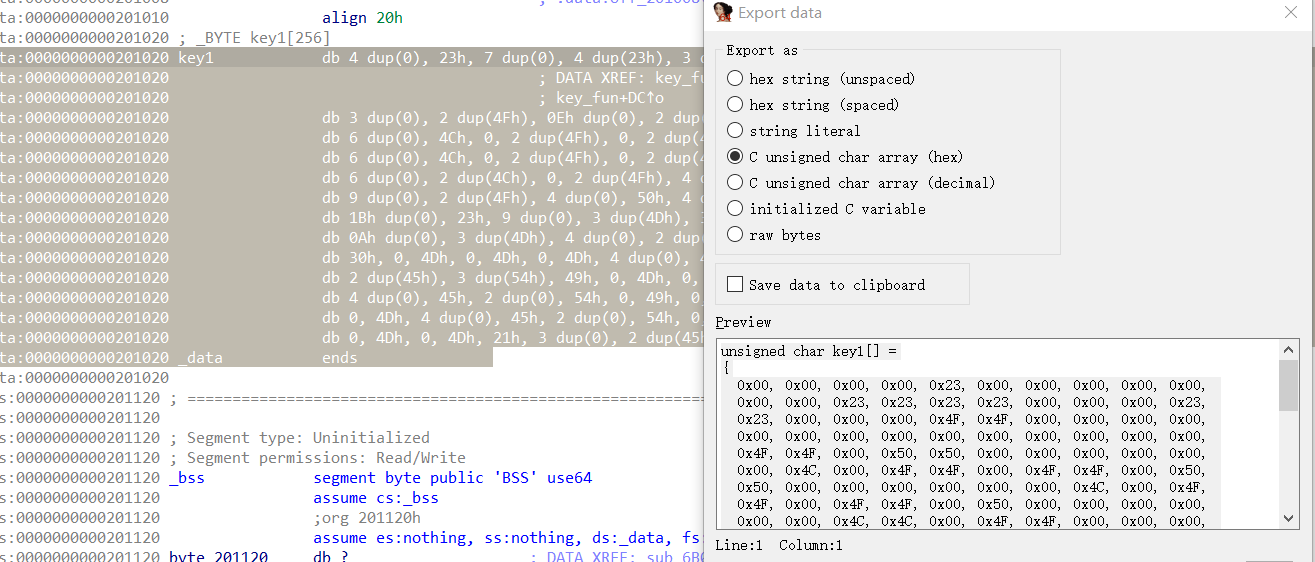 ; .data:off_201008
ta:0000000000201010 align 20h
ta:0000000000201020 ; _BYTE key1[256]
ta:0000000000201020 key1 db 4 dup(0), 23h, 7 dup(0), 4 dup(23h), 3
ta:0000000000201020 ; DATA XREF: key_fu
ta:0000000000201020 ; key_fun+DC↑o
ta:0000000000201020 db 3 dup(0), 2 dup(4Fh), 0Eh dup(0), 2 dup
ta:0000000000201020 db 6 dup(0), 4Ch, 0, 2 dup(4Fh), 0, 2 dup(
ta:0000000000201020 db 6 dup(0), 4Ch, 0, 2 dup(4Fh), 0, 2 dup(
ta:0000000000201020 db 6 dup(0), 2 dup(4Ch), 0, 2 dup(4Fh), 4
ta:0000000000201020 db 9 dup(0), 2 dup(4Fh), 4 dup(0), 50h, 4
ta:0000000000201020 db 1Bh dup(0), 23h, 9 dup(0), 3 dup(4Dh),
ta:0000000000201020 db 0Ah dup(0), 3 dup(4Dh), 4 dup(0), 2 dup
ta:0000000000201020 db 30h, 0, 4Dh, 0, 4Dh, 0, 4Dh, 4 dup(0),
ta:0000000000201020 db 2 dup(45h), 3 dup(54h), 49h, 0, 4Dh, 0,
ta:0000000000201020 db 4 dup(0), 45h, 2 dup(0), 54h, 0, 49h, 0
ta:0000000000201020 db 0, 4Dh, 4 dup(0), 45h, 2 dup(0), 54h, 0
ta:0000000000201020 db 0, 4Dh, 0, 4Dh, 21h, 3 dup(0), 2 dup(45h
ta:0000000000201020 _data ends
ta:0000000000201020
s:0000000000201120 ; ===========================================================
s:0000000000201120
s:0000000000201120 ; Segment type: Uninitialized
s:0000000000201120 ; Segment permissions: Read/Write
s:0000000000201120 _bss segment byte public 'BSS' use64
s:0000000000201120 assume cs:_bss
s:0000000000201120 ;org 201120h
s:0000000000201120 assume es:nothing, ss:nothing, ds:_data, fs:
s:0000000000201120 byte_201120 db ? ; DATA XREF: sub_6B0
Export data
Export as
hex string (unspaced)
hex string (spaced)
string literal
C unsigned char array (hex)
C unsigned char array (decimal)
initialized C variable
raw bytes
Save data to clipboard
Preview
unsigned char key1[] =
{
0x00, 0x00, 0x00, 0x00, 0x23, 0x00, 0x00, 0x00, 0x00, 0x00,
0x00, 0x00, 0x23, 0x23, 0x23, 0x23, 0x00, 0x00, 0x00, 0x23,
0x23, 0x00, 0x00, 0x00, 0x4F, 0x4F, 0x00, 0x00, 0x00, 0x00,
0x00, 0x00, 0x00, 0x00, 0x00, 0x00, 0x00, 0x00, 0x00, 0x00,
0x4F, 0x4F, 0x00, 0x50, 0x50, 0x00, 0x00, 0x00, 0x00, 0x00,
0x00, 0x4C, 0x00, 0x4F, 0x4F, 0x00, 0x4F, 0x4F, 0x00, 0x50,
0x50, 0x00, 0x00, 0x00, 0x00, 0x00, 0x00, 0x4C, 0x00, 0x4F,
0x4F, 0x00, 0x4F, 0x4F, 0x00, 0x50, 0x00, 0x00, 0x00, 0x00,
0x00, 0x00, 0x4C, 0x4C, 0x00, 0x4F, 0x4F, 0x00, 0x00, 0x00,
Line:1 Column:1